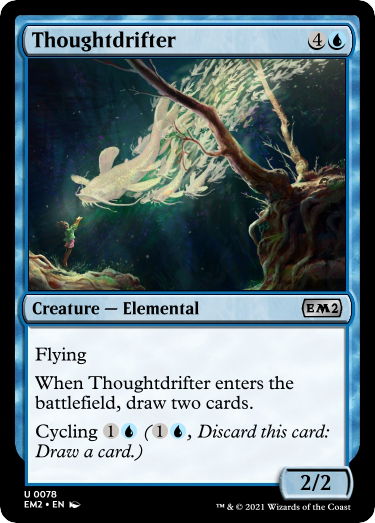 Thoughtdrifter 4
Creature — Elemental EM2
Flying
When Thoughtdrifter enters the
battlefield, draw two cards.
Cycling 1 (1, Discard this card:
Draw a card.)
2/2
U 0078
EM2 • EN
™ & © 2021 Wizards of the Coast